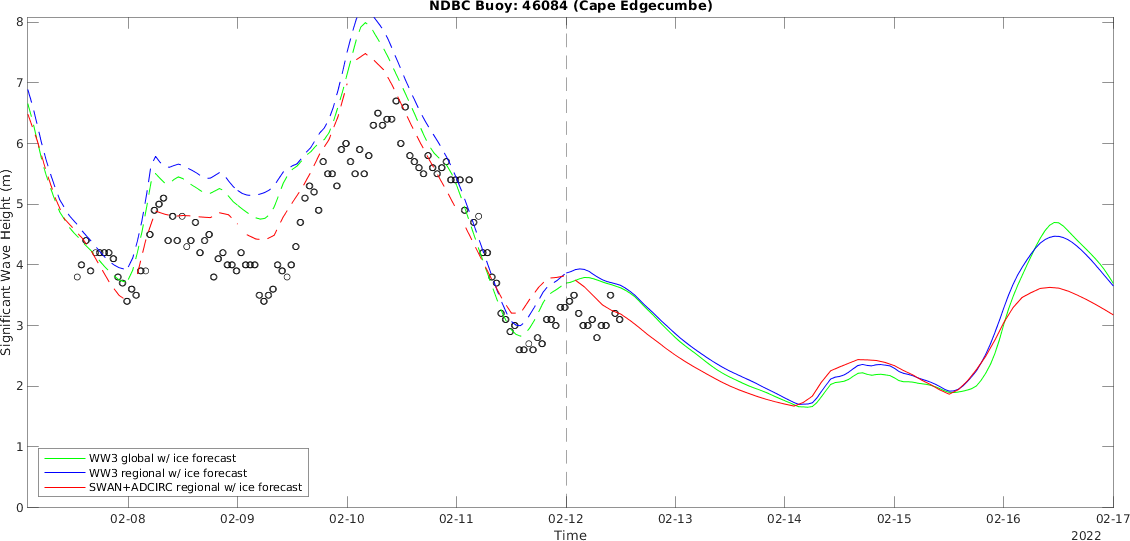 NDBC Buoy: 46084 (Cape Edgecumbe)
8
7
6
5
4
3
2
1
0
Significant Wave Height (m)
WW3 global w/ ice forecast
WW3 regional w/ ice forecast
SWAN+ADCIRC regional w/ ice forecast
02-08 02-09 02-10 02-11 02-12 02-13 02-14 02-15 02-16 02-17
Time
2022